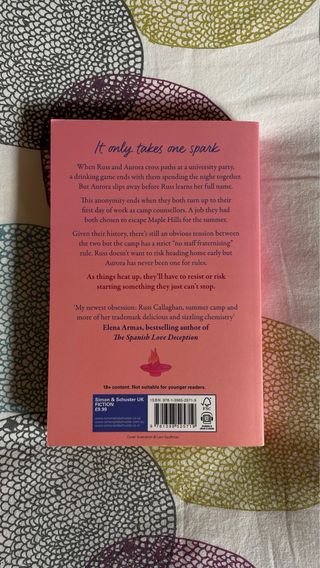 It only takes one spark
When Russ and Aurora cross paths at a university party,
a drinking game ends with them spending the night together.
But Aurora slips away before Russ learns her full name.
This anonymity ends when they both turn up to their
first day of work as camp counsellors. A job they had
both chosen to escape Maple Hills for the summer.
Given their history, there's still an obvious tension between
the two but the camp has a strict "no staff fraternising"
rule. Russ doesn't want to risk heading home early but
Aurora has never been one for rules.
As things heat up, they'll have to resist or risk
starting something they just can't stop.
'My newest obsession: Russ Callaghan, summer camp and
more of her trademark delicious and sizzling chemistry'
Elena Armas, bestselling author of
The Spanish Love Deception
18+ content. Not suitable for younger readers.
Simon & Schuster UK
FICTION
£9.99
FSC